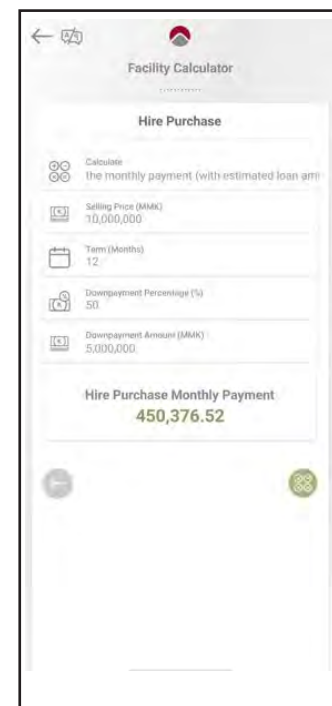 Facility Calculator
Hire Purchase
Calculate
the monthly payment (with estimated loan am
Selling Price (MMK)
10,000,000
Term (Months)
12
Downpayment Percentage (%)
50
Downpayment Amount (MMK)
5,000,000
Hire Purchase Monthly Payment
450,376.52